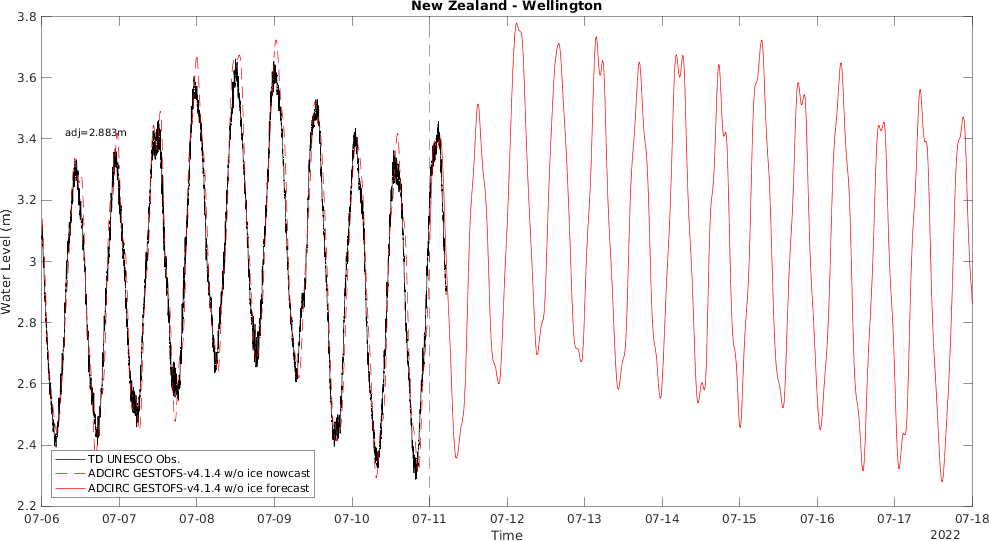 New Zealand - Wellington
Water Level (m)
3.8
3.6
3.4
3.2
3
2.8
2.6
2.4
2.2
adj=2.883m
TD UNESCO Obs.
ADCIRC GESTOFS-v4.1.4 w/o ice nowcast
ADCIRC GESTOFS-v4.1.4 w/o ice forecast
07-06 07-07 07-08 07-09 07-10 07-11 07-12 07-13 07-14 07-15 07-16 07-17 07-18
Time
2022